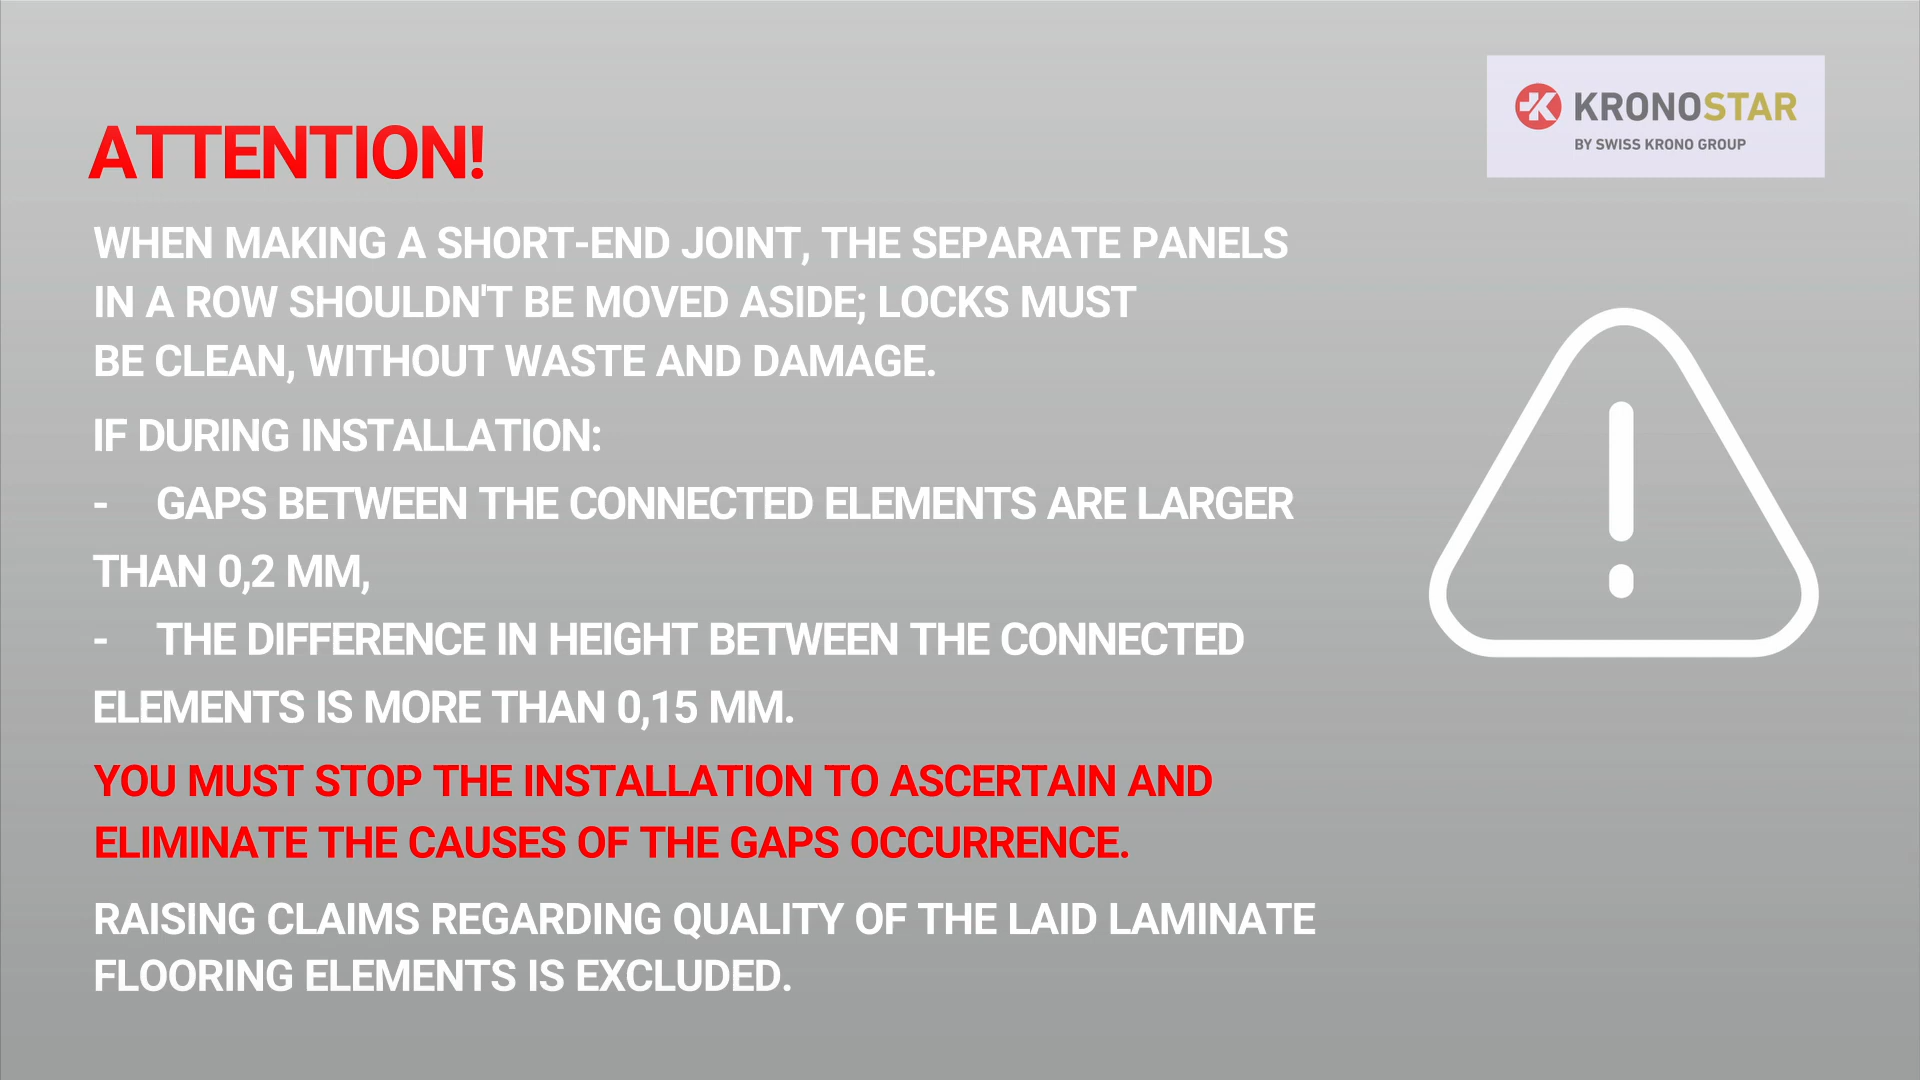 KRONOSTAR
BY SWISS KRONO GROUP
ATTENTION!
WHEN MAKING A SHORT-END JOINT, THE SEPARATE PANELS
IN A ROW SHOULDN'T BE MOVED ASIDE; LOCKS MUST
BE CLEAN, WITHOUT WASTE AND DAMAGE.
IF DURING INSTALLATION:
- GAPS BETWEEN THE CONNECTED ELEMENTS ARE LARGER
THAN 0,2 MM,
- THE DIFFERENCE IN HEIGHT BETWEEN THE CONNECTED
ELEMENTS IS MORE THAN 0,15 MM.
YOU MUST STOP THE INSTALLATION TO ASCERTAIN AND
ELIMINATE THE CAUSES OF THE GAPS OCCURRENCE.
RAISING CLAIMS REGARDING QUALITY OF THE LAID LAMINATE
FLOORING ELEMENTS IS EXCLUDED.